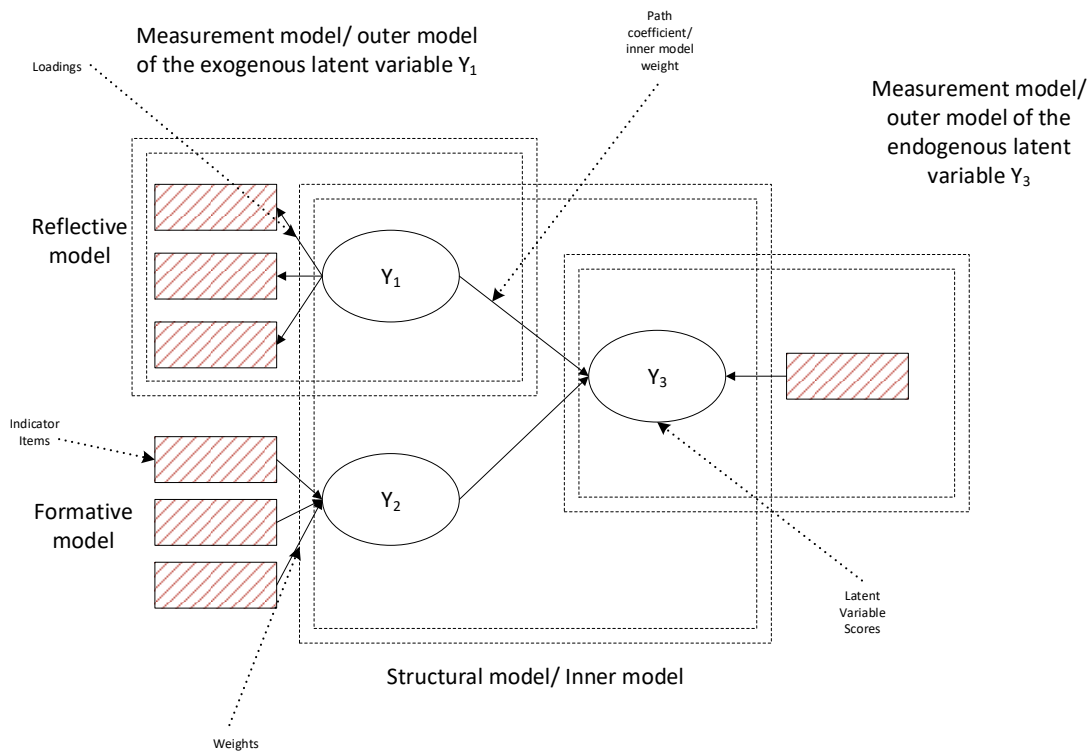 Path
coefficient/
inner model
weight
Measurement model/ outer model
of the exogenous latent variable Y1
Loadings
Measurement model/
outer model of the
endogenous latent
variable Y3
Reflective
model
Y1
Y3
Indicator
Items
Formative
model
Y2
Latent
Variable
Scores
Structural model/ Inner model
Weights